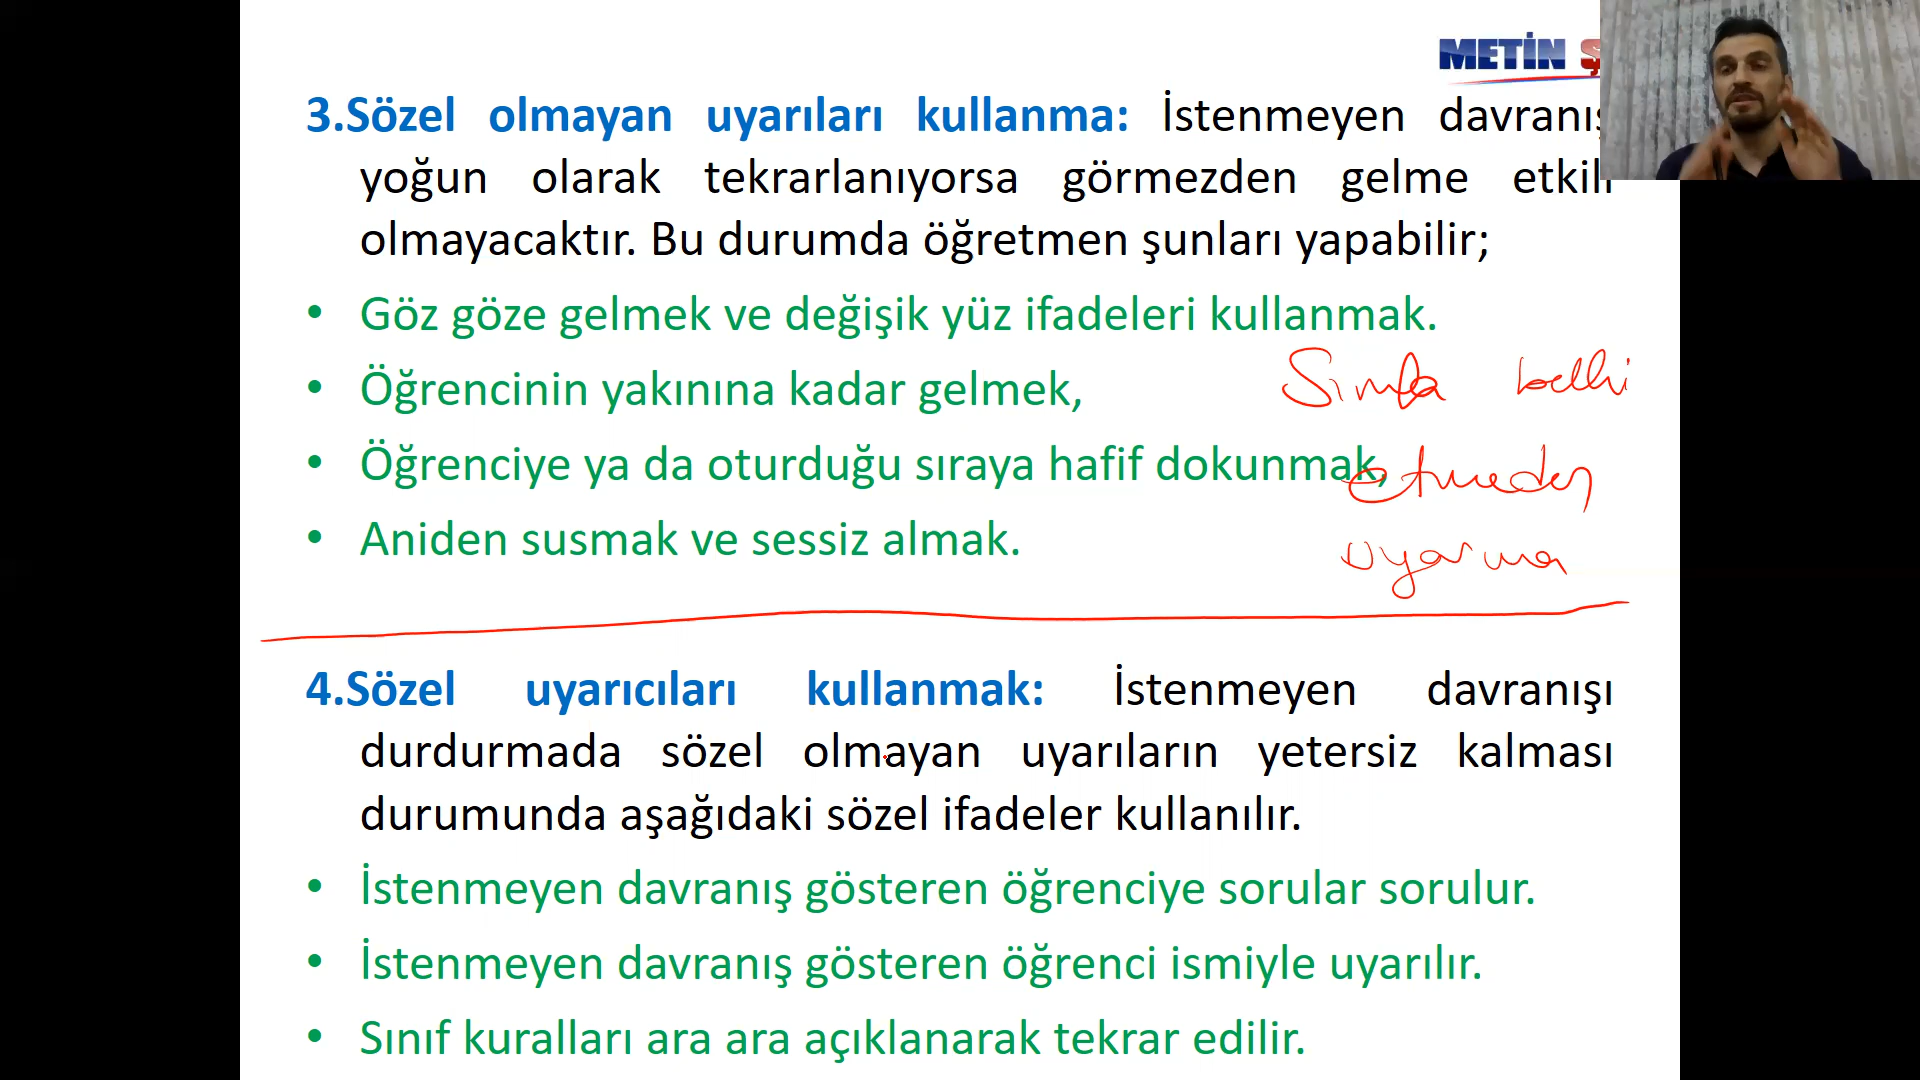 METİN Ş
3.Sözel olmayan uyarıları kullanma: İstenmeyen davranış
yoğun olarak tekrarlanıyorsa görmezden gelme etkili
olmayacaktır. Bu durumda öğretmen şunları yapabilir;
• Göz göze gelmek ve değişik yüz ifadeleri kullanmak.
• Öğrencinin yakınına kadar gelmek,
Sınıfa belli
• Öğrenciye ya da oturduğu sıraya hafif dokunmak,
etmeden
• Aniden susmak ve sessiz almak.
uyarma
4.Sözel uyarıcıları kullanmak: İstenmeyen davranışı
durdurmada sözel olmayan uyarıların yetersiz kalması
durumunda aşağıdaki sözel ifadeler kullanılır.
• İstenmeyen davranış gösteren öğrenciye sorular sorulur.
• İstenmeyen davranış gösteren öğrenci ismiyle uyarılır.
• Sınıf kuralları ara ara açıklanarak tekrar edilir.